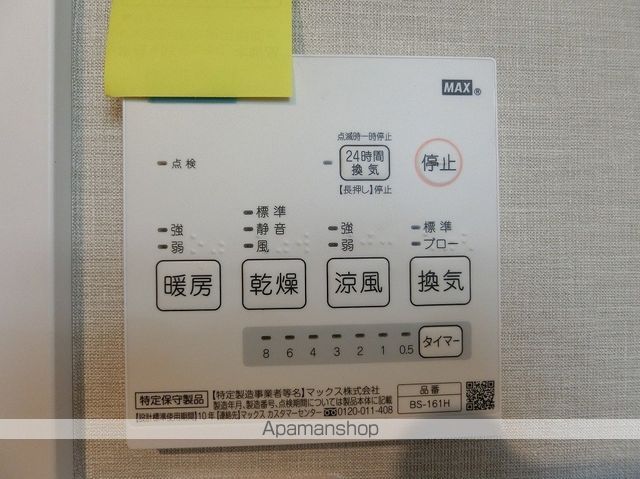 MAX®
点滅時一時停止
点検
24時間
換気
停止
【長押し】停止
標準
強
静音
強
標準
弱
風
弱
ブロー
暖房
乾燥
涼風
換気
8 6 4 3 2 1 0.5
タイマー
特定保守製品
【特定製造事業者等名】マックス株式会社
製造年月、製造番号、点検期間については製品本体に記載
【設計標準使用期間】10年【連絡先】マックス カスタマーセンター 0120-011-408
品番
BS-161H
Apamanshop